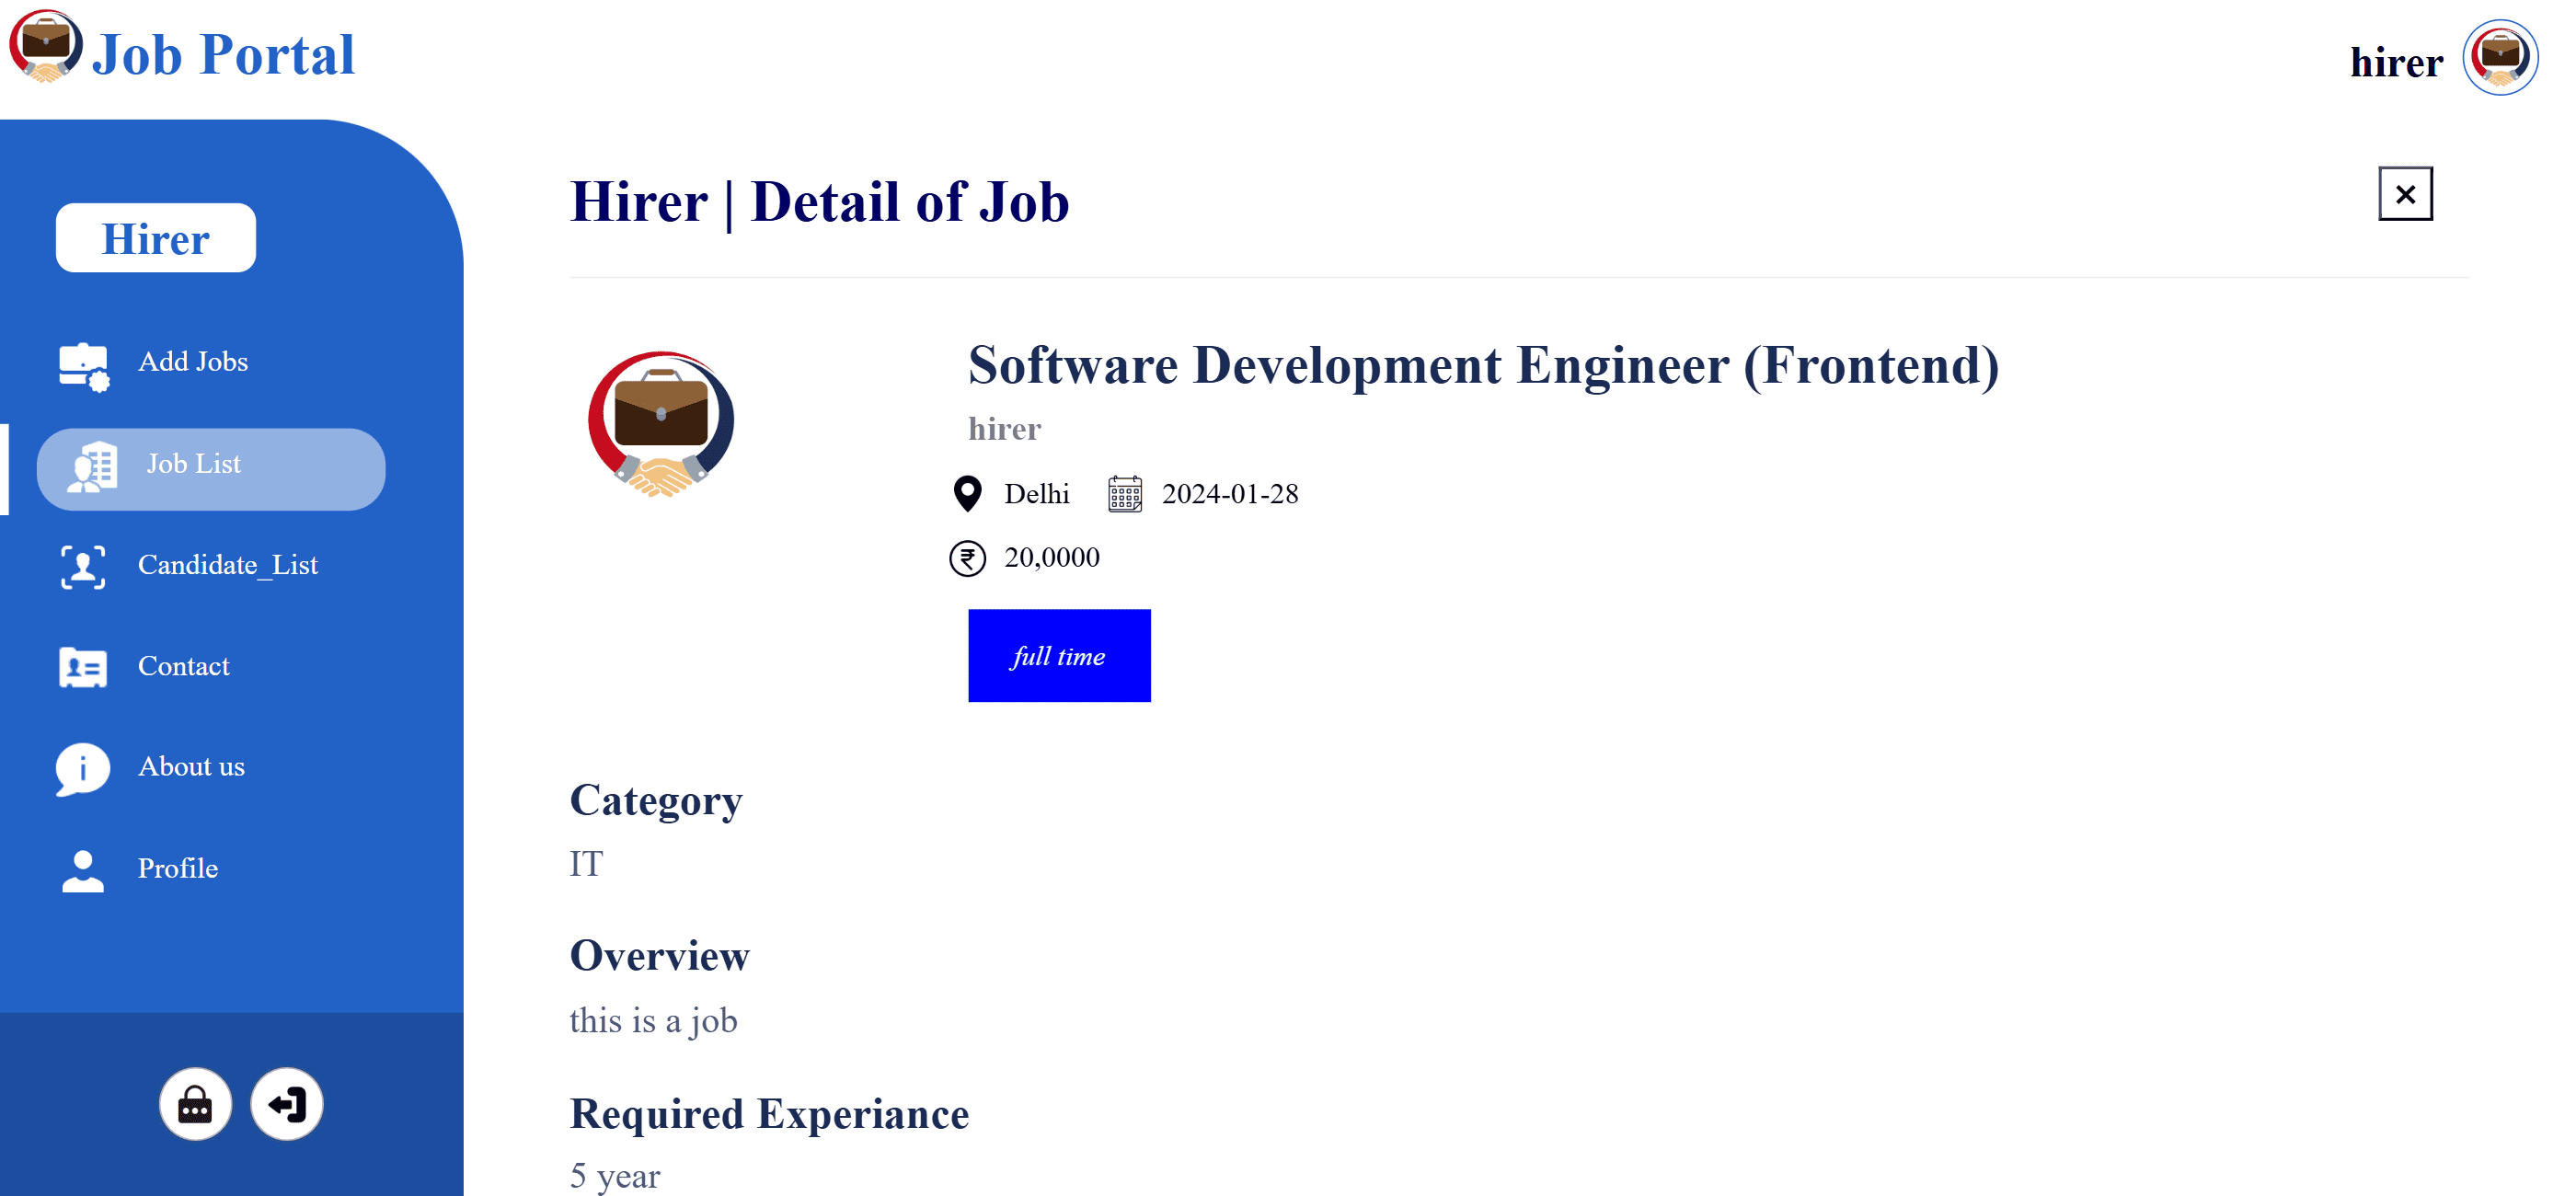 Job Portal
hirer
Hirer
Add Jobs
Job List
Candidate_List
Contact
About us
Profile
Hirer | Detail of Job
Software Development Engineer (Frontend)
hirer
Delhi 2024-01-28
20,0000
full time
Category
IT
Overview
this is a job
Required Experiance
5 year